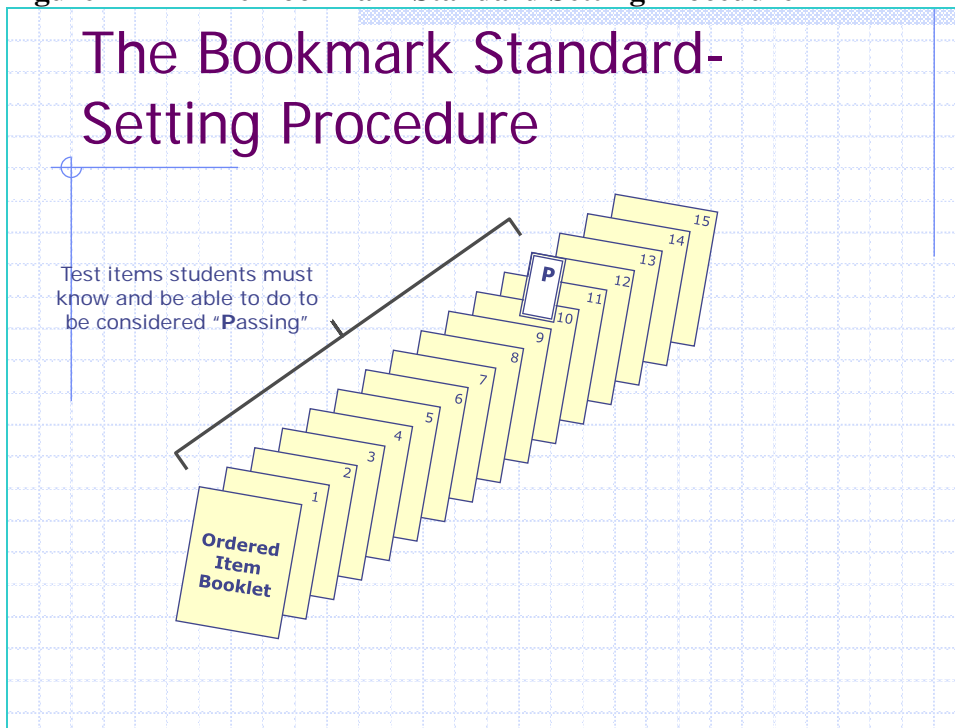 The Bookmark Standard-
Setting Procedure
Test items students must
know and be able to do to
be considered “Passing”
P
15
14
13
12
11
10
9
8
7
6
5
4
3
2
1
Ordered
Item
Booklet